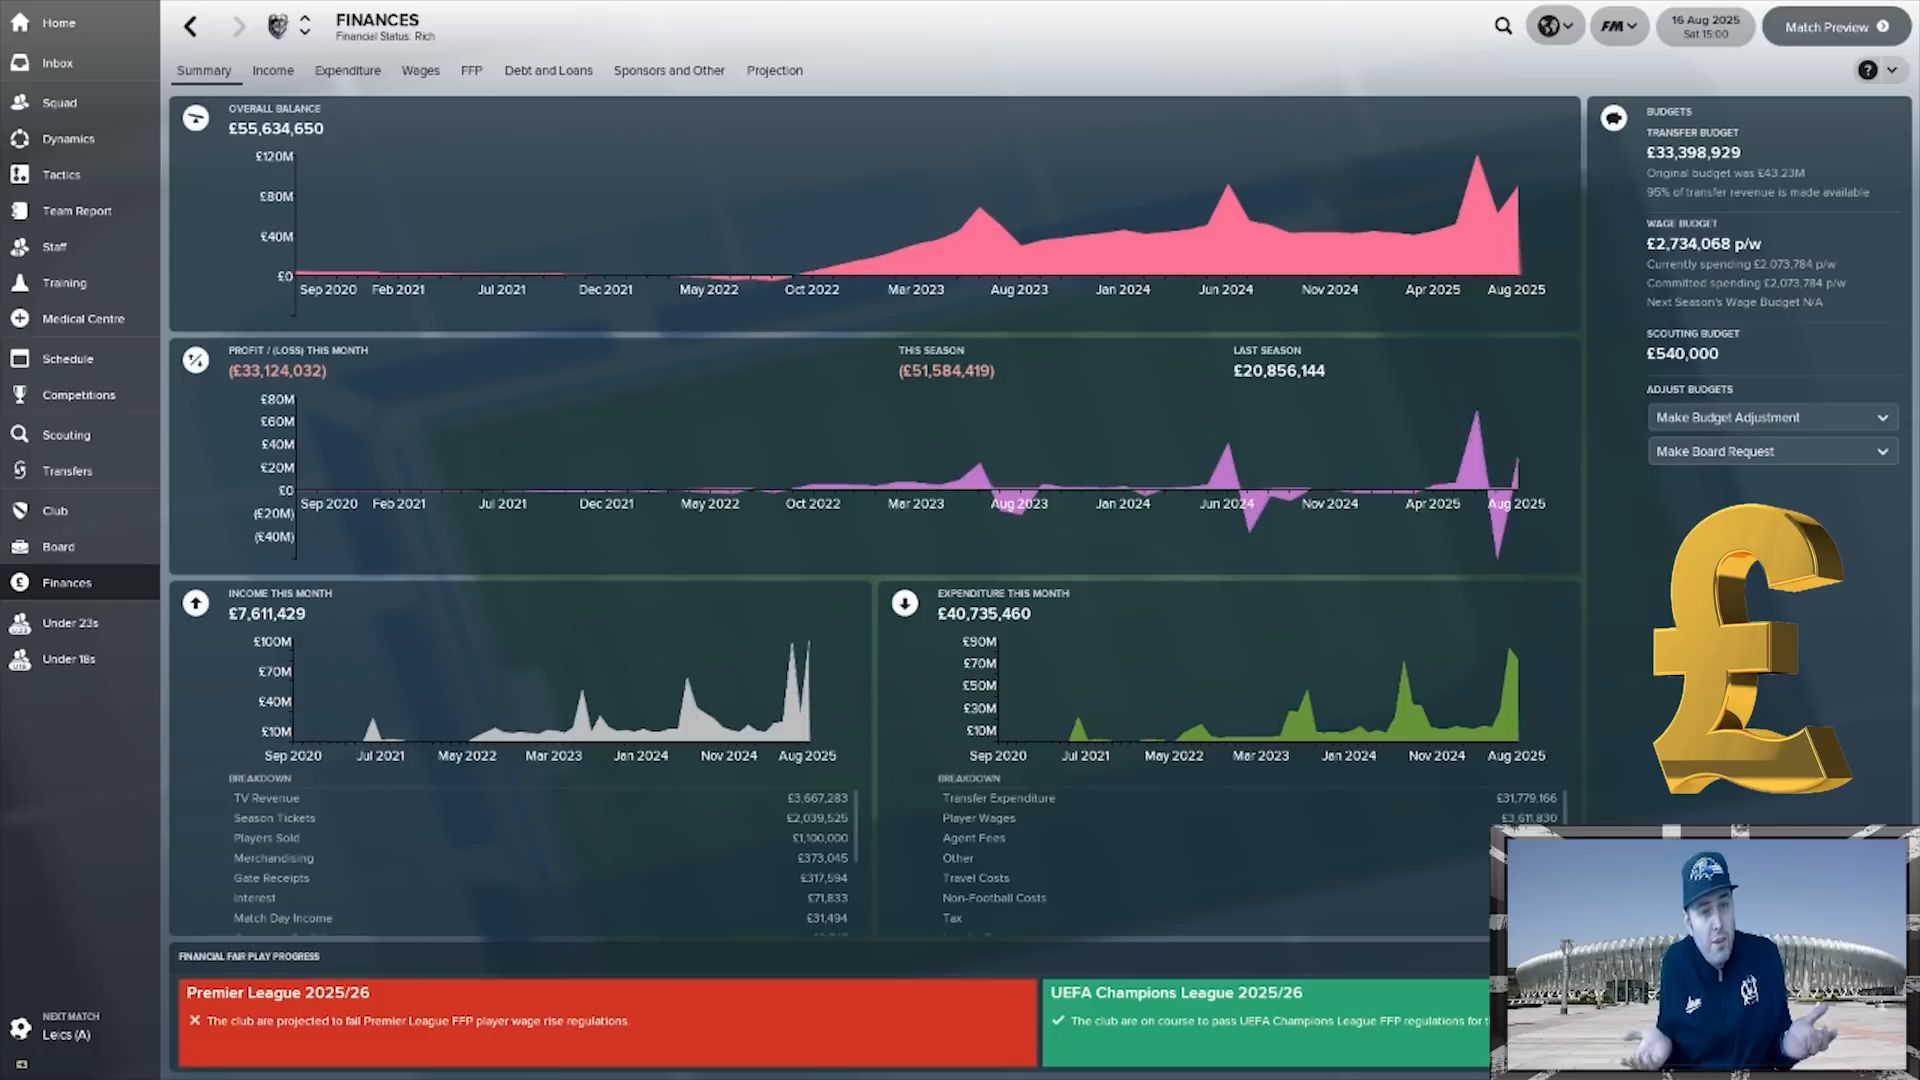 Home
Inbox
Squad
Dynamics
Tactics
Team Report
Staff
Training
Medical Centre
Schedule
Competitions
Scouting
Transfers
Club
Board
Finances
Under 23s
Under 18s
NEXT MATCH
Leics (A)
FINANCES
Financial Status: Rich
FM
16 Aug 2025
Sat 15:00
Match Preview
Summary Income Expenditure Wages FFP Debt and Loans Sponsors and Other Projection
OVERALL BALANCE
£55,634,650
£120M
£80M
£40M
£0
Sep 2020 Feb 2021 Jul 2021 Dec 2021 May 2022 Oct 2022 Mar 2023 Aug 2023 Jan 2024 Jun 2024 Nov 2024 Apr 2025 Aug 2025
PROFIT / (LOSS) THIS MONTH
(£33,124,032)
THIS SEASON
(£51,584,419)
LAST SEASON
£20,856,144
£80M
£60M
£40M
£20M
£0
(£20M)
(£40M)
Sep 2020 Feb 2021 Jul 2021 Dec 2021 May 2022 Oct 2022 Mar 2023 Aug 2023 Jan 2024 Jun 2024 Nov 2024 Apr 2025 Aug 2025
INCOME THIS MONTH
£7,611,429
£100M
£70M
£40M
£10M
Sep 2020 Jul 2021 May 2022 Mar 2023 Jan 2024 Nov 2024 Aug 2025
BREAKDOWN
TV Revenue £3,667,283
Season Tickets £2,039,525
Players Sold £1,100,000
Merchandising £373,045
Gate Receipts £317,594
Interest £71,833
Match Day Income £31,494
EXPENDITURE THIS MONTH
£40,735,460
£90M
£70M
£50M
£30M
£10M
Sep 2020 Jul 2021 May 2022 Mar 2023 Jan 2024 Nov 2024 Aug 2025
BREAKDOWN
Transfer Expenditure £31,779,166
Player Wages £3,611,830
Agent Fees
Other
Travel Costs
Non-Football Costs
Tax
FINANCIAL FAIR PLAY PROGRESS
Premier League 2025/26
The club are projected to fail Premier League FFP player wage rise regulations.
UEFA Champions League 2025/26
The club are on course to pass UEFA Champions League FFP regulations for
BUDGETS
TRANSFER BUDGET
£33,398,929
Original budget was £43.23M
95% of transfer revenue is made available
WAGE BUDGET
£2,734,068 p/w
Currently spending £2,073,784 p/w
Committed spending £2,073,784 p/w
Next Season's Wage Budget N/A
SCOUTING BUDGET
£540,000
ADJUST BUDGETS
Make Budget Adjustment
Make Board Request
£